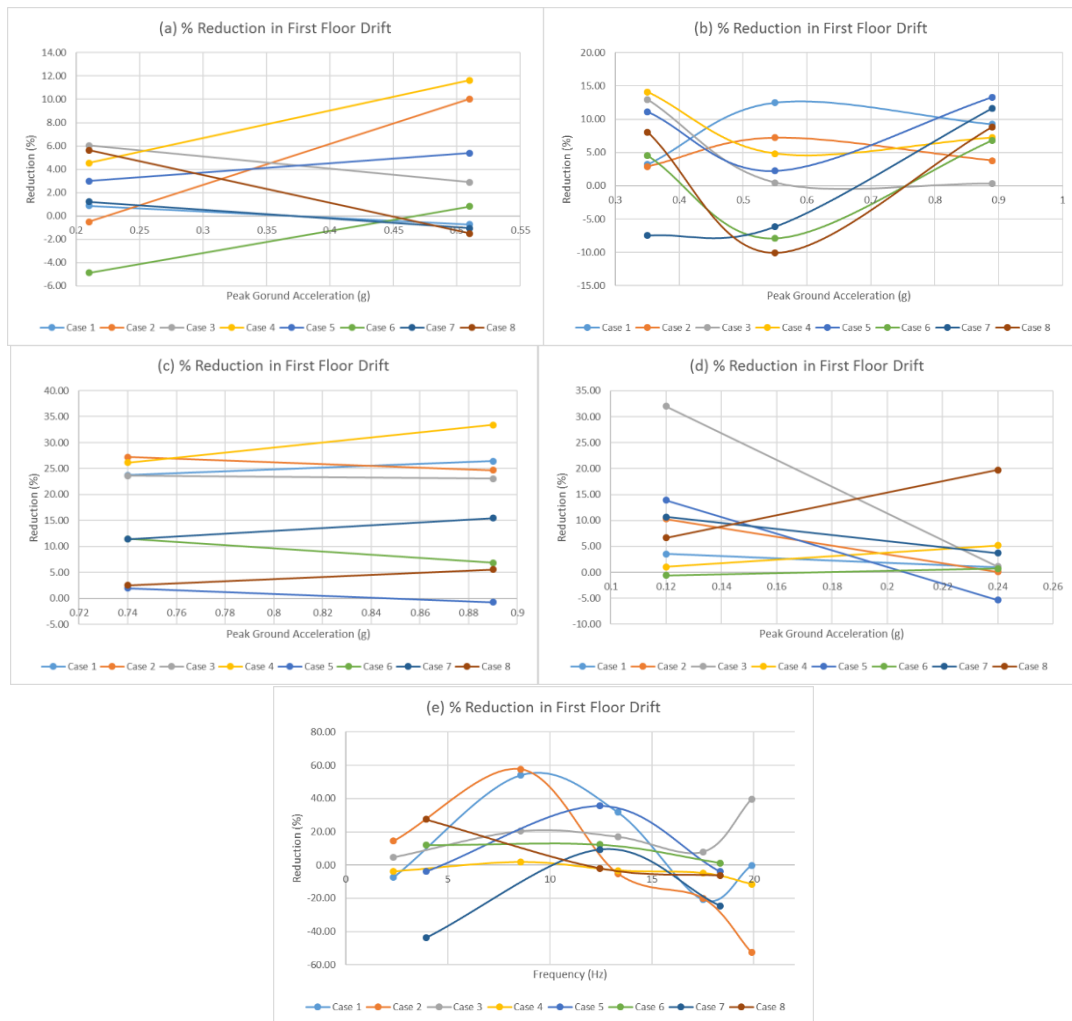 (a) % Reduction in First Floor Drift
14.00
12.00
10.00
8.00
6.00
4.00
2.00
0.00
-2.00
-4.00
-6.00
Reduction (%)
0.2 0.25 0.3 0.35 0.4 0.45 0.5 0.55
Peak Gorund Acceleration (g)
Case 1 Case 2 Case 3 Case 4 Case 5 Case 6 Case 7 Case 8
(b) % Reduction in First Floor Drift
20.00
15.00
10.00
5.00
0.00
-5.00
-10.00
-15.00
Reduction (%)
0.3 0.4 0.5 0.6 0.7 0.8 0.9 1
Peak Gorund Acceleration (g)
Case 1 Case 2 Case 3 Case 4 Case 5 Case 6 Case 7 Case 8
(c) % Reduction in First Floor Drift
40.00
35.00
30.00
25.00
20.00
15.00
10.00
5.00
0.00
-5.00
Reduction (%)
0.72 0.74 0.76 0.78 0.8 0.82 0.84 0.86 0.88 0.9
Peak Ground Acceleration (g)
Case 1 Case 2 Case 3 Case 4 Case 5 Case 6 Case 7 Case 8
(d) % Reduction in First Floor Drift
35.00
30.00
25.00
20.00
15.00
10.00
5.00
0.00
-5.00
-10.00
Reduction (%)
0.1 0.12 0.14 0.16 0.18 0.2 0.22 0.24 0.26
Peak Ground Acceleration (g)
Case 1 Case 2 Case 3 Case 4 Case 5 Case 6 Case 7 Case 8
(e) % Reduction in First Floor Drift
80.00
60.00
40.00
20.00
0.00
-20.00
-40.00
-60.00
Reduction (%)
0 5 10 15 20
Frequency (Hz)
Case 1 Case 2 Case 3 Case 4 Case 5 Case 6 Case 7 Case 8